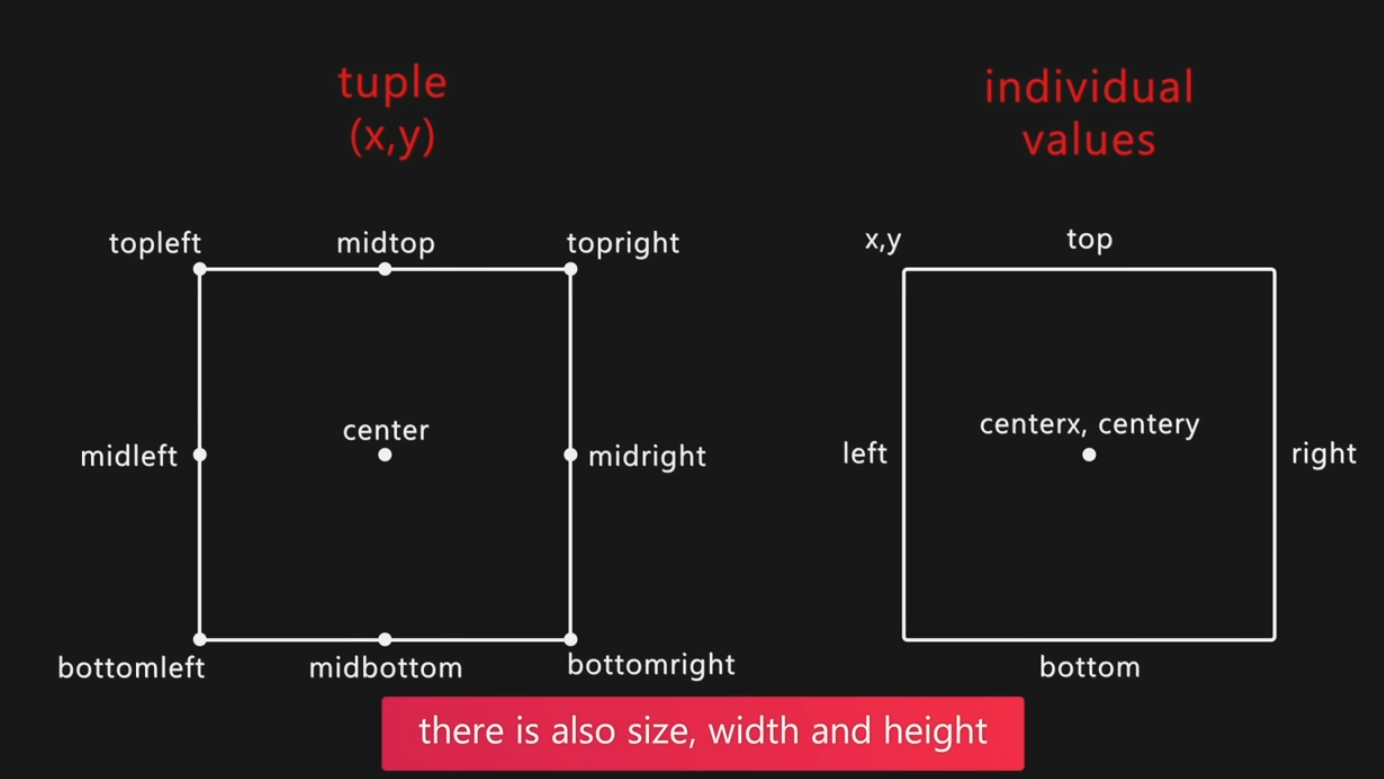 tuple
(x,y)
individual
values
topleft
midtop
topright
midleft
center
midright
bottomleft
midbottom
bottomright
x,y
top
left
centerx, centery
right
bottom
there is also size, width and height